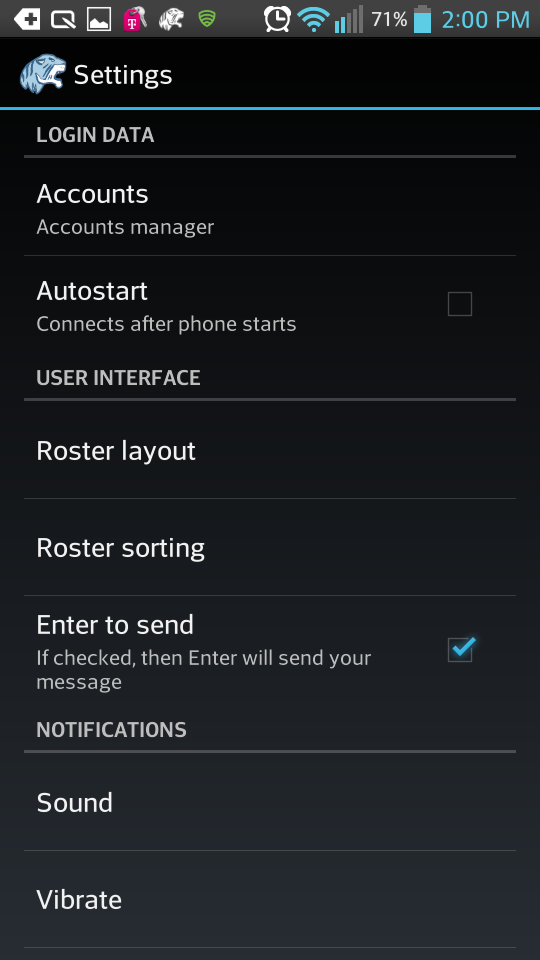 71% 2:00 PM
Settings
LOGIN DATA
Accounts
Accounts manager
Autostart
Connects after phone starts
USER INTERFACE
Roster layout
Roster sorting
Enter to send
If checked, then Enter will send your
message
NOTIFICATIONS
Sound
Vibrate